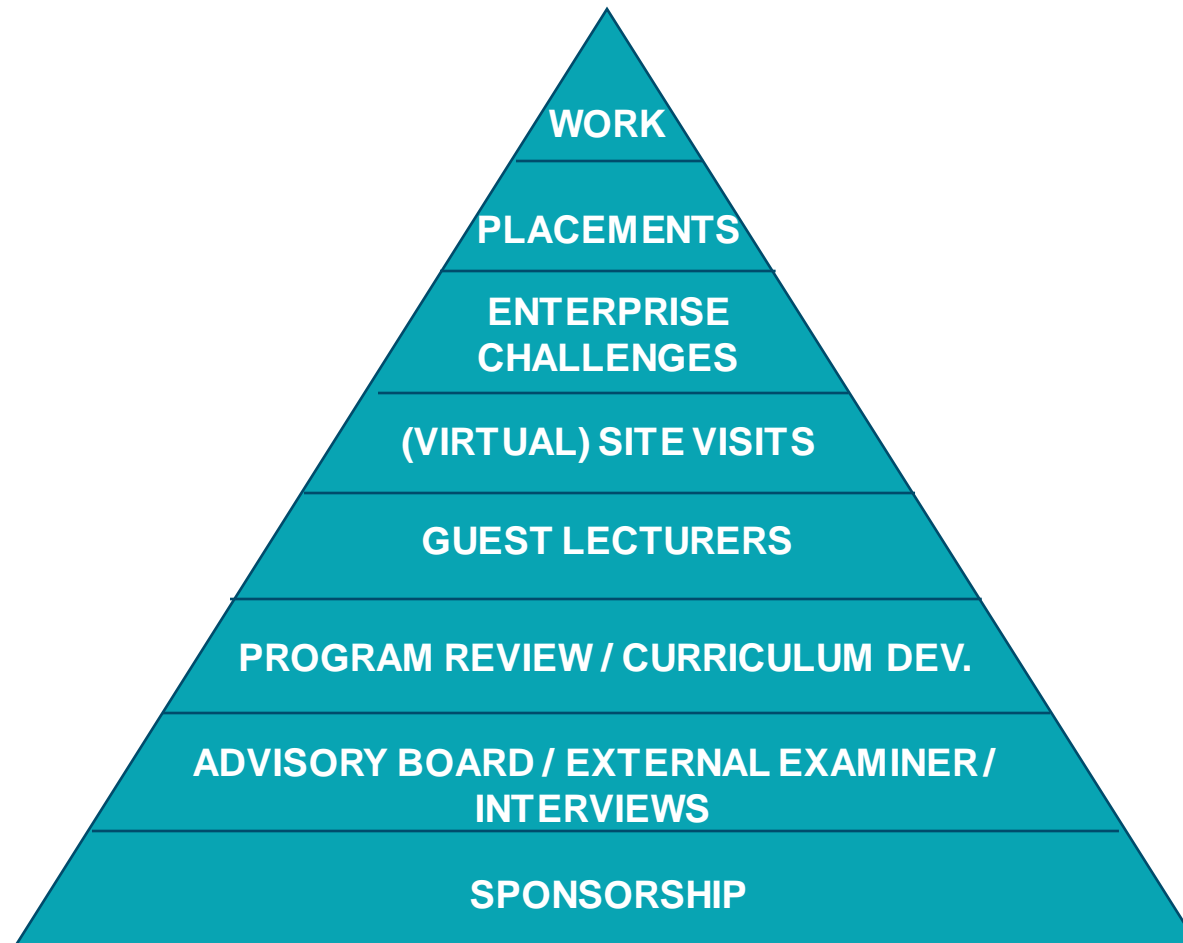 WORK
PLACEMENTS
ENTERPRISE
CHALLENGES
(VIRTUAL) SITE VISITS
GUEST LECTURERS
PROGRAM REVIEW / CURRICULUM DEV.
ADVISORY BOARD / EXTERNAL EXAMINER /
INTERVIEWS
SPONSORSHIP